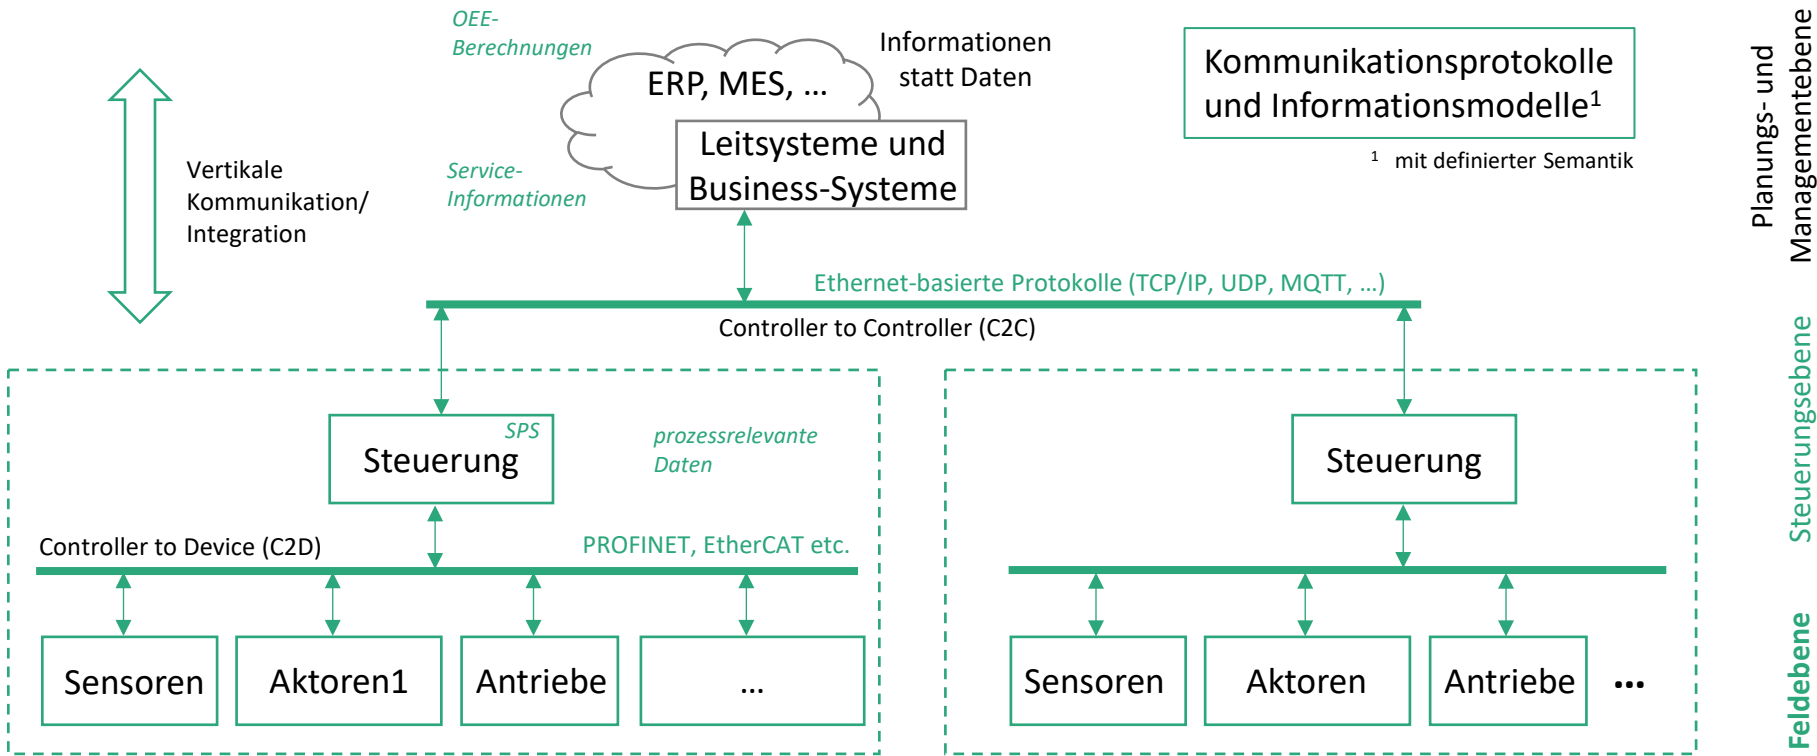 OEE-
Berechnungen
ERP, MES, ...
Informationen
statt Daten
Kommunikationsprotokolle
und Informationsmodelle¹
¹ mit definierter Semantik
Planungs- und
Managementebene
Vertikale
Kommunikation/
Integration
Service-
Informationen
Leitsysteme und
Business-Systeme
Ethernet-basierte Protokolle (TCP/IP, UDP, MQTT, ...)
Controller to Controller (C2C)
Steuerungsebene
SPS
Steuerung
prozessrelevante
Daten
Steuerung
Controller to Device (C2D)
PROFINET, EtherCAT etc.
Sensoren
Aktoren1
Antriebe
...
Sensoren
Aktoren
Antriebe
...
Feldebene